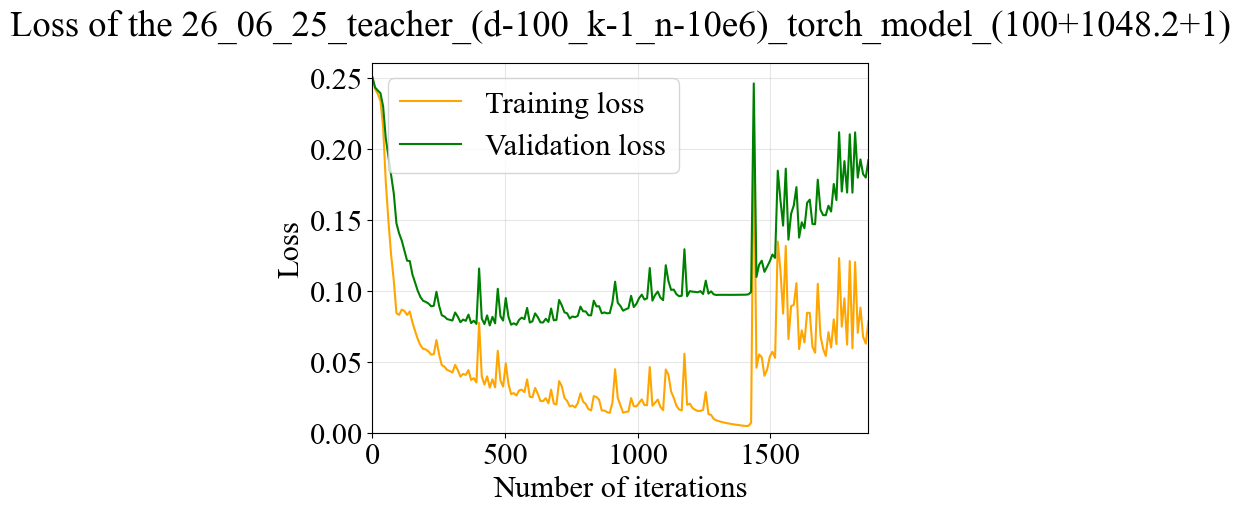 Loss of the 26_06_25_teacher_(d-100_k-1_n-10e6)_torch_model_(100+1048.2+1)
0.25
0.20
0.15
0.10
0.05
0.00
Loss
Training loss
Validation loss
0 500 1000 1500
Number of iterations